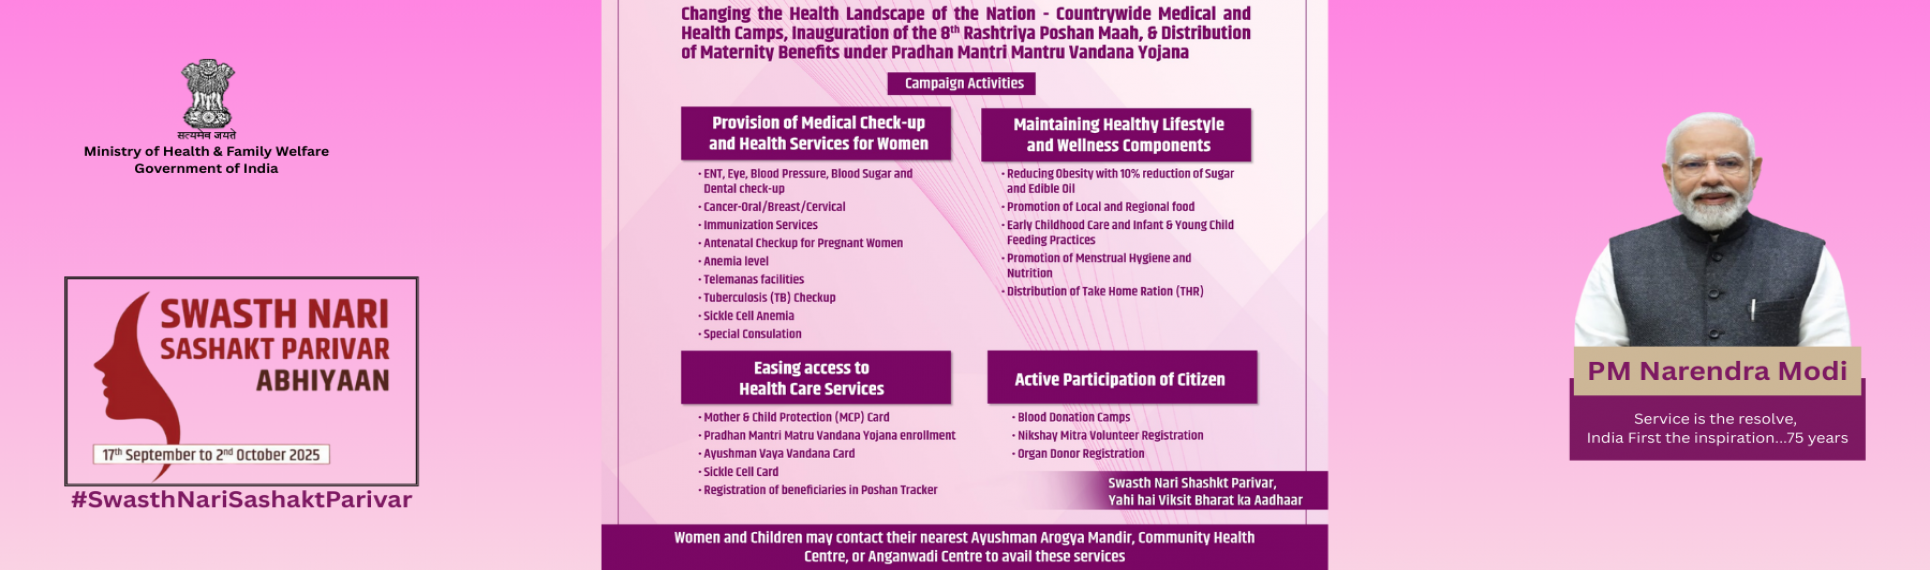 सत्यमेव जयते
Ministry of Health & Family Welfare
Government of India
SWASTH NARI
SASHAKT PARIVAR
ABHIYAAN
17th September to 2nd October 2025
#SwasthNariSashaktParivar
Changing the Health Landscape of the Nation - Countrywide Medical and
Health Camps, Inauguration of the 8th Rashtriya Poshan Maah, & Distribution
of Maternity Benefits under Pradhan Mantri Mantru Vandana Yojana
Campaign Activities
Provision of Medical Check-up
and Health Services for Women
• ENT, Eye, Blood Pressure, Blood Sugar and
Dental check-up
• Cancer-Oral/Breast/Cervical
• Immunization Services
• Antenatal Checkup for Pregnant Women
• Anemia level
• Telemanas facilities
• Tuberculosis (TB) Checkup
• Sickle Cell Anemia
• Special Consulation
Maintaining Healthy Lifestyle
and Wellness Components
• Reducing Obesity with 10% reduction of Sugar
and Edible Oil
• Promotion of Local and Regional food
• Early Childhood Care and Infant & Young Child
Feeding Practices
• Promotion of Menstrual Hygiene and
Nutrition
• Distribution of Take Home Ration (THR)
Easing access to
Health Care Services
• Mother & Child Protection (MCP) Card
• Pradhan Mantri Matru Vandana Yojana enrollment
• Ayushman Vaya Vandana Card
• Sickle Cell Card
• Registration of beneficiaries in Poshan Tracker
Active Participation of Citizen
• Blood Donation Camps
• Nikshay Mitra Volunteer Registration
• Organ Donor Registration
Swasth Nari Shashkt Parivar,
Yahi hai Viksit Bharat ka Aadhaar
Women and Children may contact their nearest Ayushman Arogya Mandir, Community Health
Centre, or Anganwadi Centre to avail these services
PM Narendra Modi
Service is the resolve,
India First the inspiration...75 years